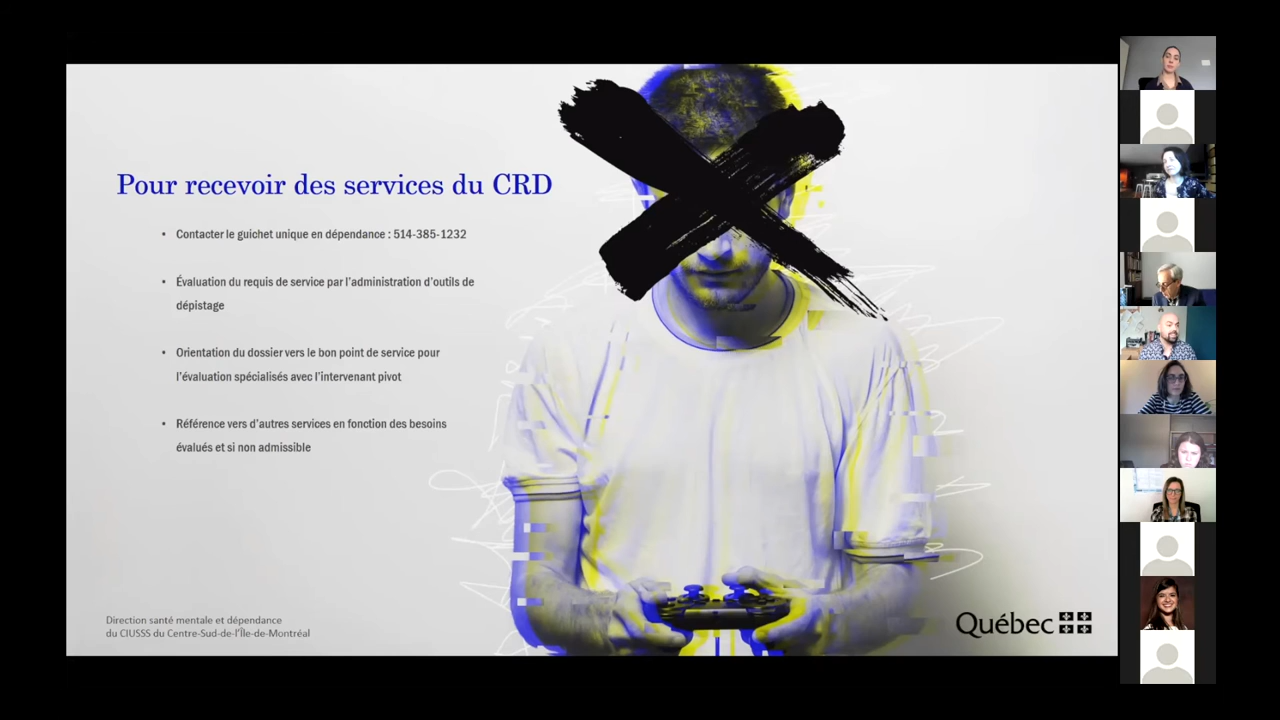 Pour recevoir des services du CRD
• Contacter le guichet unique en dépendance : 514-385-1232
• Évaluation du requis de service par l'administration d'outils de
dépistage
• Orientation du dossier vers le bon point de service pour
l'évaluation spécialisés avec l'intervenant pivot
• Référence vers d'autres services en fonction des besoins
évalués et si non admissible
Direction santé mentale et dépendance
du CIUSSS du Centre-Sud-de-l'Île-de-Montréal
Québec